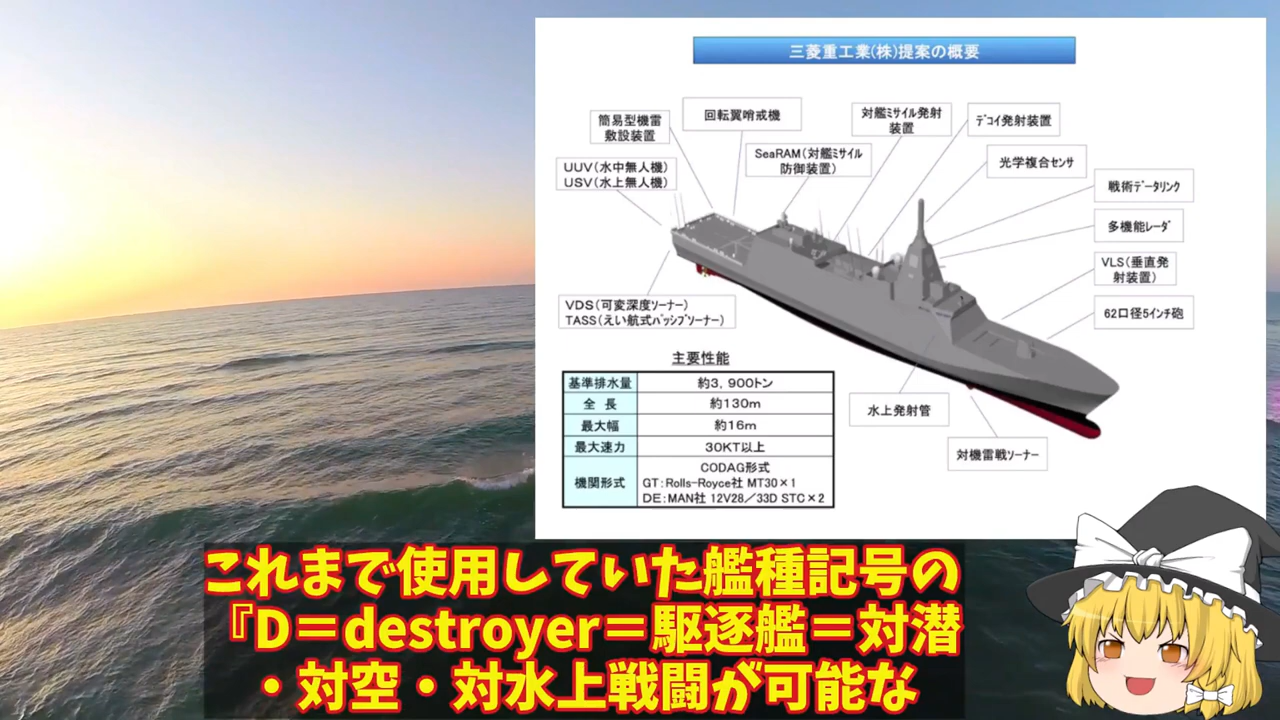 三菱重工業(株)提案の概要
簡易型機雷
敷設装置
回転翼哨戒機
対艦ミサイル発射
装置
デコイ発射装置
UUV(水中無人機)
USV(水上無人機)
SeaRAM(対艦ミサイル
防御装置)
光学複合センサ
戦術データリンク
多機能レーダ
VLS(垂直発
射装置)
62口径5インチ砲
VDS(可変深度ソーナー)
TASS(えい航式パッシブソーナー)
水上発射管
対機雷戦ソーナー
主要性能
基準排水量 約3,900トン
全 長 約130m
最大幅 約16m
最大速力 30KT以上
機関形式 CODAG形式
GT:Rolls-Royce社 MT30×1
DE:MAN社 12V28/33D STC×2
これまで使用していた艦種記号の
『D=destroyer=駆逐艦=対潜
・対空・対水上戦闘が可能な